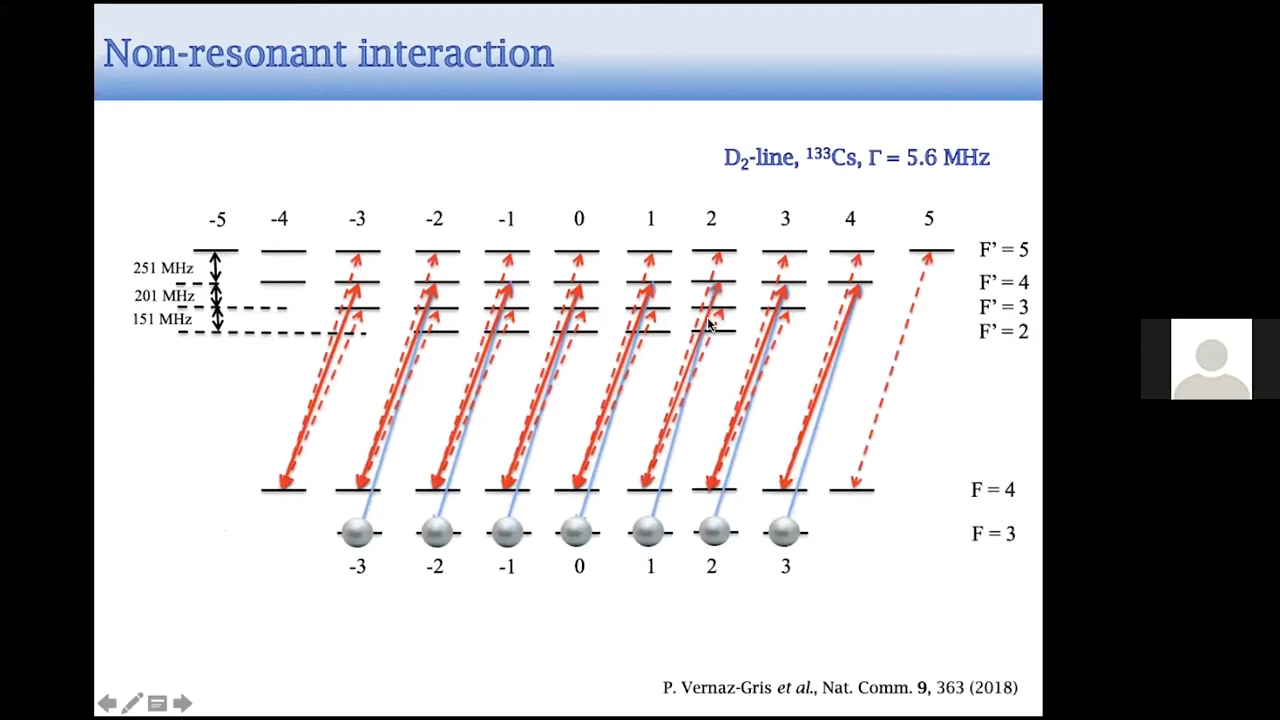 Non-resonant interaction
D₂-line, ¹³³Cs, Γ = 5.6 MHz
-5 -4 -3 -2 -1 0 1 2 3 4 5
F' = 5
251 MHz
F' = 4
201 MHz
F' = 3
151 MHz
F' = 2
F = 4
F = 3
-3 -2 -1 0 1 2 3
P. Vernaz-Gris et al., Nat. Comm. 9, 363 (2018)